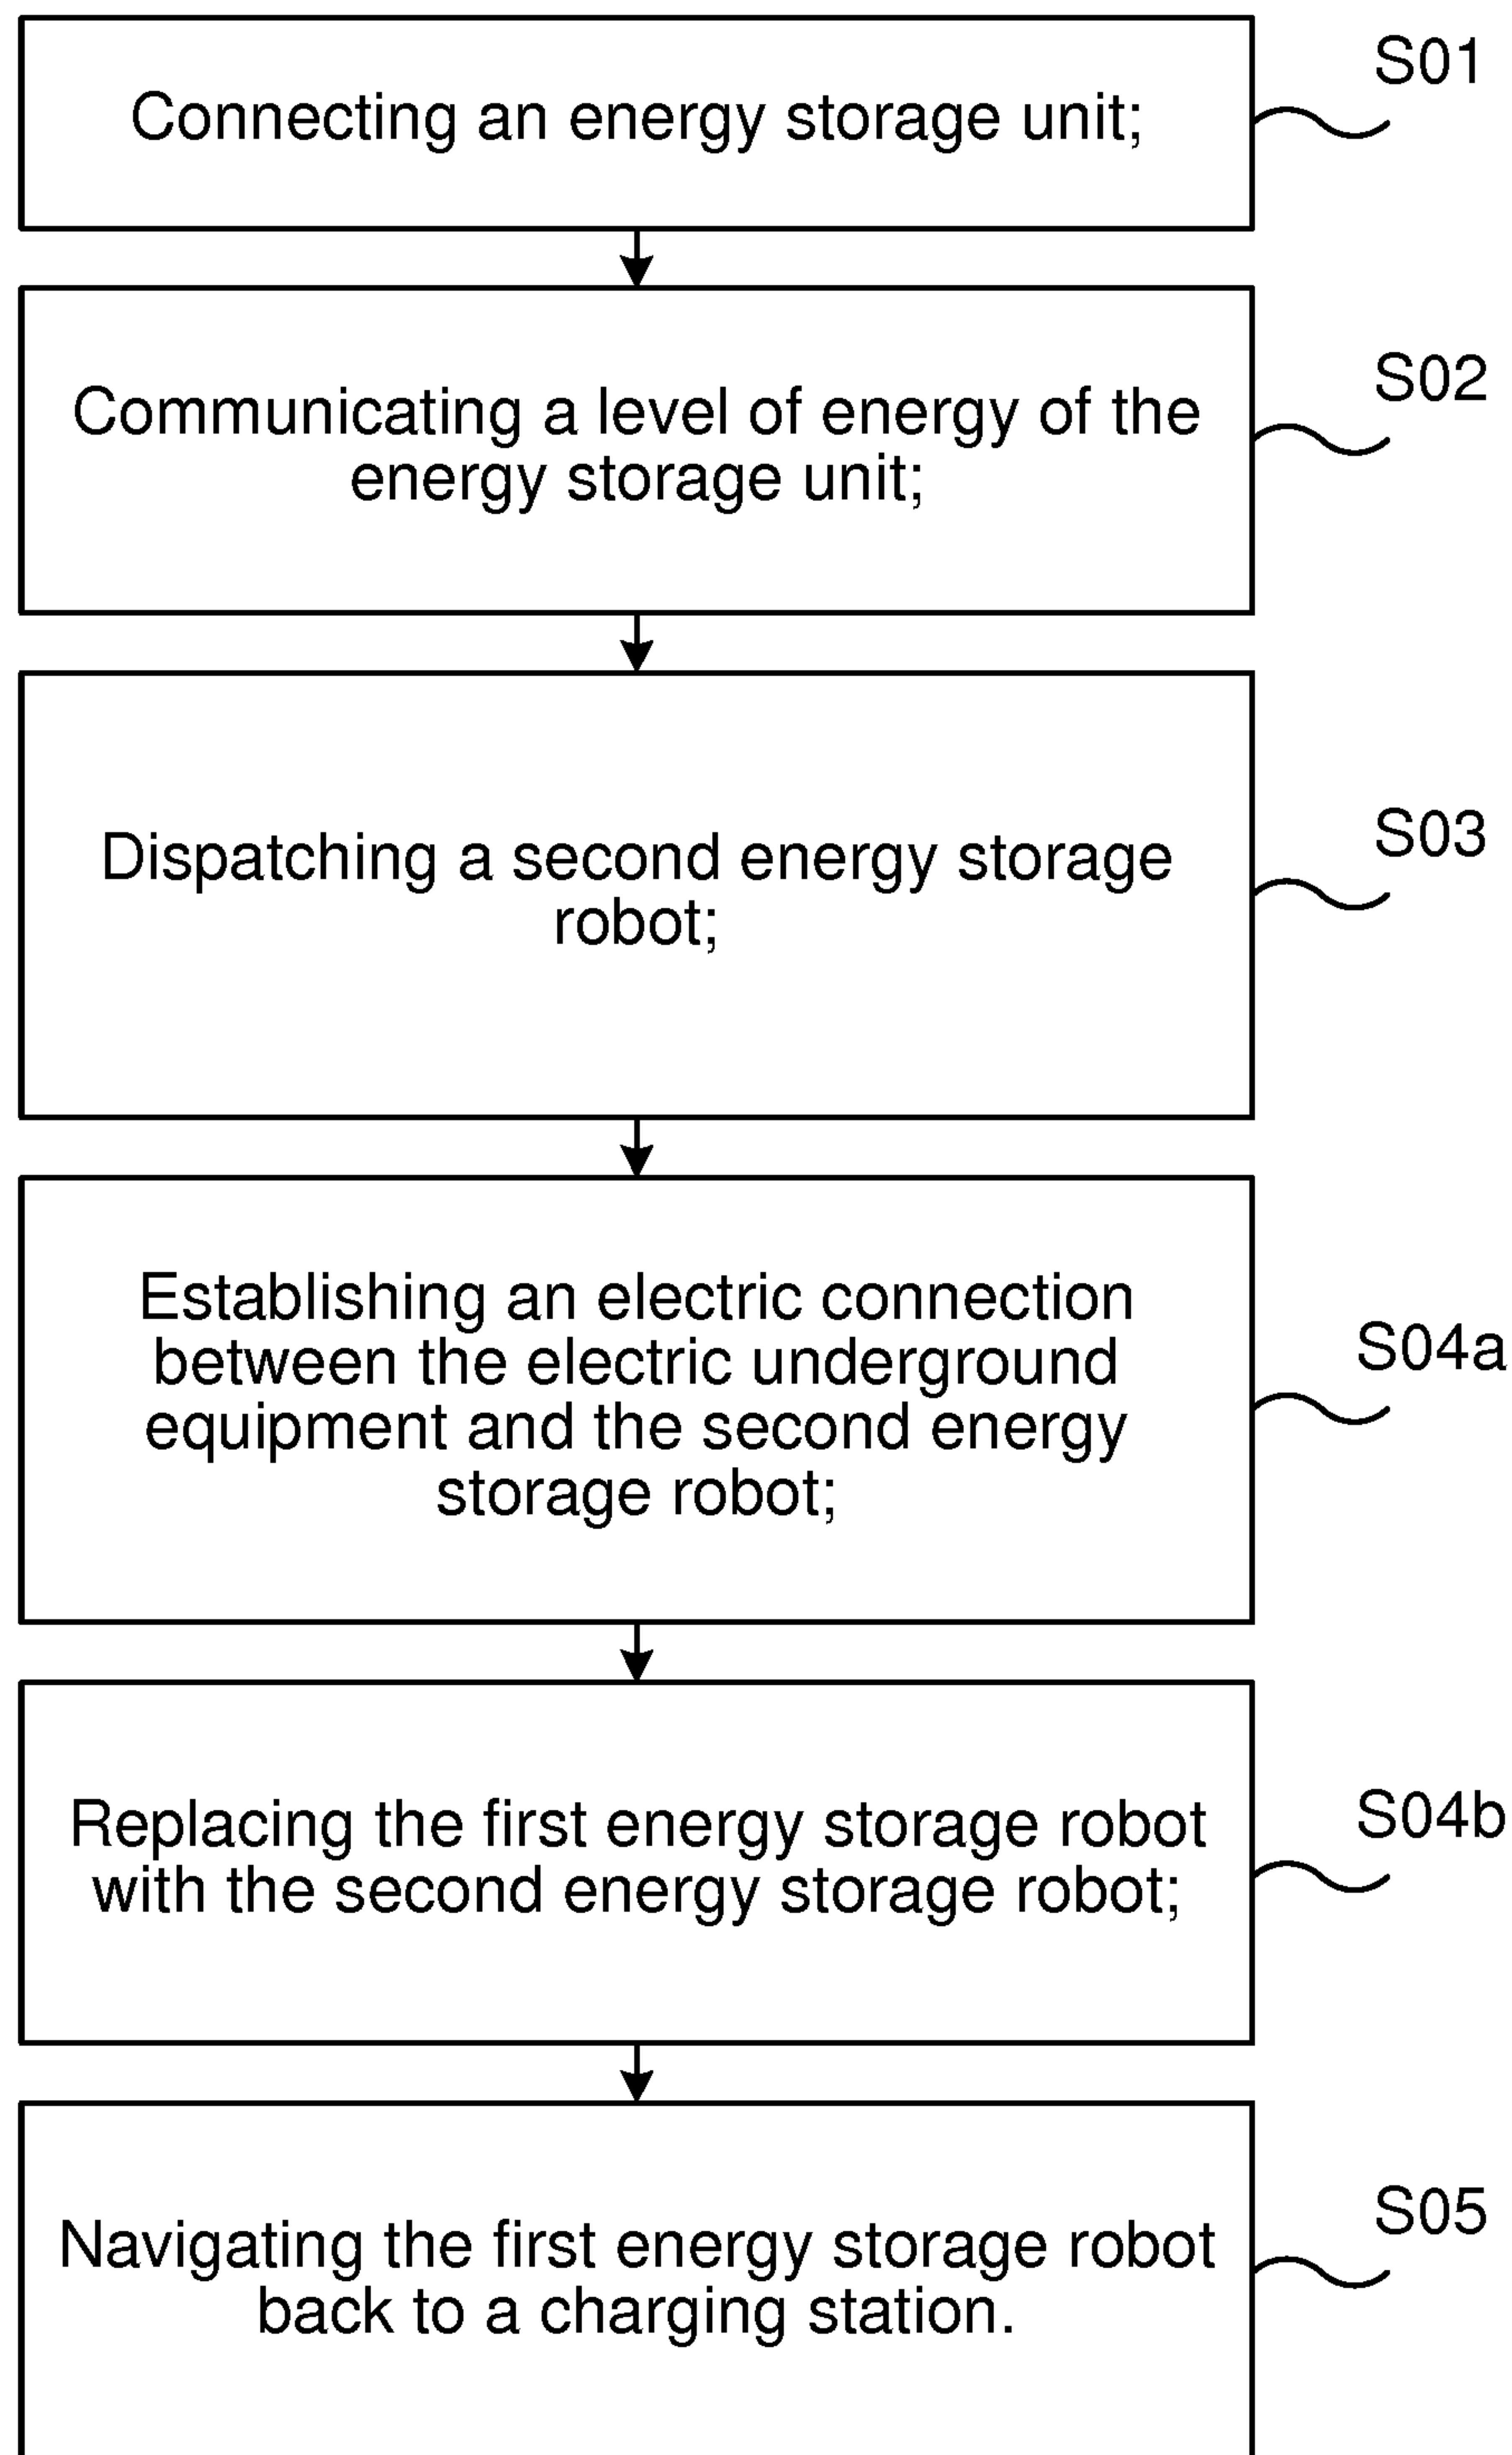 Connecting an energy storage unit;
S01
Communicating a level of energy of the
energy storage unit;
S02
Dispatching a second energy storage
robot;
S03
Establishing an electric connection
between the electric underground
equipment and the second energy
storage robot;
S04a
Replacing the first energy storage robot
with the second energy storage robot;
S04b
Navigating the first energy storage robot
back to a charging station.
S05